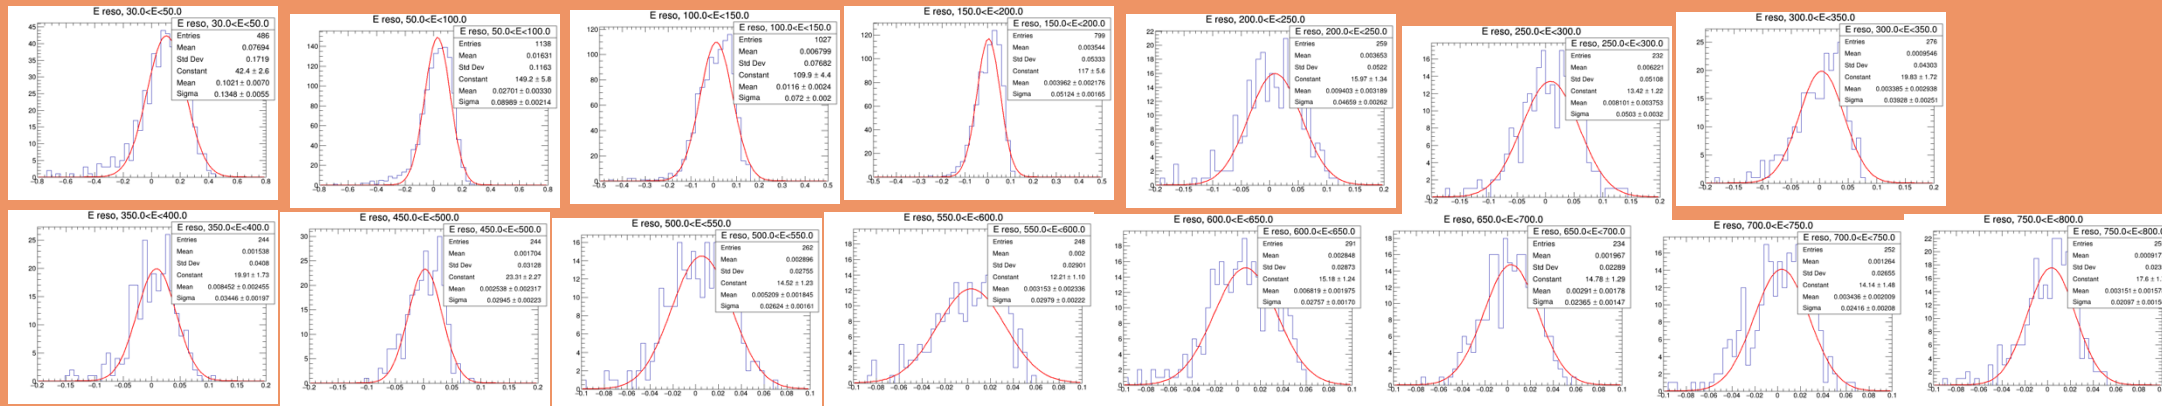 E reso, 30.0<E<50.0
E reso, 30.0<E<50.0
Entries 486
Mean 0.07694
Std Dev 0.1719
Constant 42.4 ± 2.6
Mean 0.1021 ± 0.0070
Sigma 0.1348 ± 0.0055
E reso, 50.0<E<100.0
E reso, 50.0<E<100.0
Entries 1138
Mean 0.01631
Std Dev 0.1163
Constant 149.2 ± 5.8
Mean 0.02701 ± 0.00330
Sigma 0.08989 ± 0.00214
E reso, 100.0<E<150.0
E reso, 100.0<E<150.0
Entries 1027
Mean 0.006799
Std Dev 0.07682
Constant 109.9 ± 4.4
Mean 0.0116 ± 0.0024
Sigma 0.072 ± 0.002
E reso, 150.0<E<200.0
E reso, 150.0<E<200.0
Entries 799
Mean 0.003544
Std Dev 0.05333
Constant 117 ± 5.6
Mean 0.003962 ± 0.002176
Sigma 0.05124 ± 0.00165
E reso, 200.0<E<250.0
E reso, 200.0<E<250.0
Entries 259
Mean 0.003653
Std Dev 0.0522
Constant 15.97 ± 1.34
Mean 0.009403 ± 0.003189
Sigma 0.04659 ± 0.00262
E reso, 250.0<E<300.0
E reso, 250.0<E<300.0
Entries 232
Mean 0.006221
Std Dev 0.05108
Constant 13.42 ± 1.22
Mean 0.008101 ± 0.003753
Sigma 0.0503 ± 0.0032
E reso, 300.0<E<350.0
E reso, 300.0<E<350.0
Entries 276
Mean 0.0009546
Std Dev 0.04303
Constant 19.83 ± 1.72
Mean 0.003385 ± 0.002938
Sigma 0.03928 ± 0.00251
E reso, 350.0<E<400.0
E reso, 350.0<E<400.0
Entries 244
Mean 0.001538
Std Dev 0.0408
Constant 19.91 ± 1.73
Mean 0.008452 ± 0.002455
Sigma 0.03446 ± 0.00197
E reso, 450.0<E<500.0
E reso, 450.0<E<500.0
Entries 244
Mean 0.001704
Std Dev 0.03128
Constant 23.31 ± 2.27
Mean 0.002538 ± 0.002317
Sigma 0.02945 ± 0.00223
E reso, 500.0<E<550.0
E reso, 500.0<E<550.0
Entries 262
Mean 0.002896
Std Dev 0.02755
Constant 14.52 ± 1.23
Mean 0.005209 ± 0.001845
Sigma 0.02624 ± 0.00161
E reso, 550.0<E<600.0
E reso, 550.0<E<600.0
Entries 248
Mean 0.002
Std Dev 0.02901
Constant 12.21 ± 1.10
Mean 0.003153 ± 0.002336
Sigma 0.02979 ± 0.00222
E reso, 600.0<E<650.0
E reso, 600.0<E<650.0
Entries 291
Mean 0.002848
Std Dev 0.02873
Constant 15.18 ± 1.24
Mean 0.006819 ± 0.001975
Sigma 0.02757 ± 0.00170
E reso, 650.0<E<700.0
E reso, 650.0<E<700.0
Entries 234
Mean 0.001967
Std Dev 0.02289
Constant 14.78 ± 1.29
Mean 0.00291 ± 0.00178
Sigma 0.02365 ± 0.00147
E reso, 700.0<E<750.0
E reso, 700.0<E<750.0
Entries 252
Mean 0.001264
Std Dev 0.02655
Constant 14.14 ± 1.48
Mean 0.003436 ± 0.002009
Sigma 0.02416 ± 0.00208
E reso, 750.0<E<800.0
E reso, 750.0<E<800.0
Entries 25
Mean 0.000917
Std Dev 0.023
Constant 17.6 ± 1.
Mean 0.003151 ± 0.00157
Sigma 0.02097 ± 0.0015